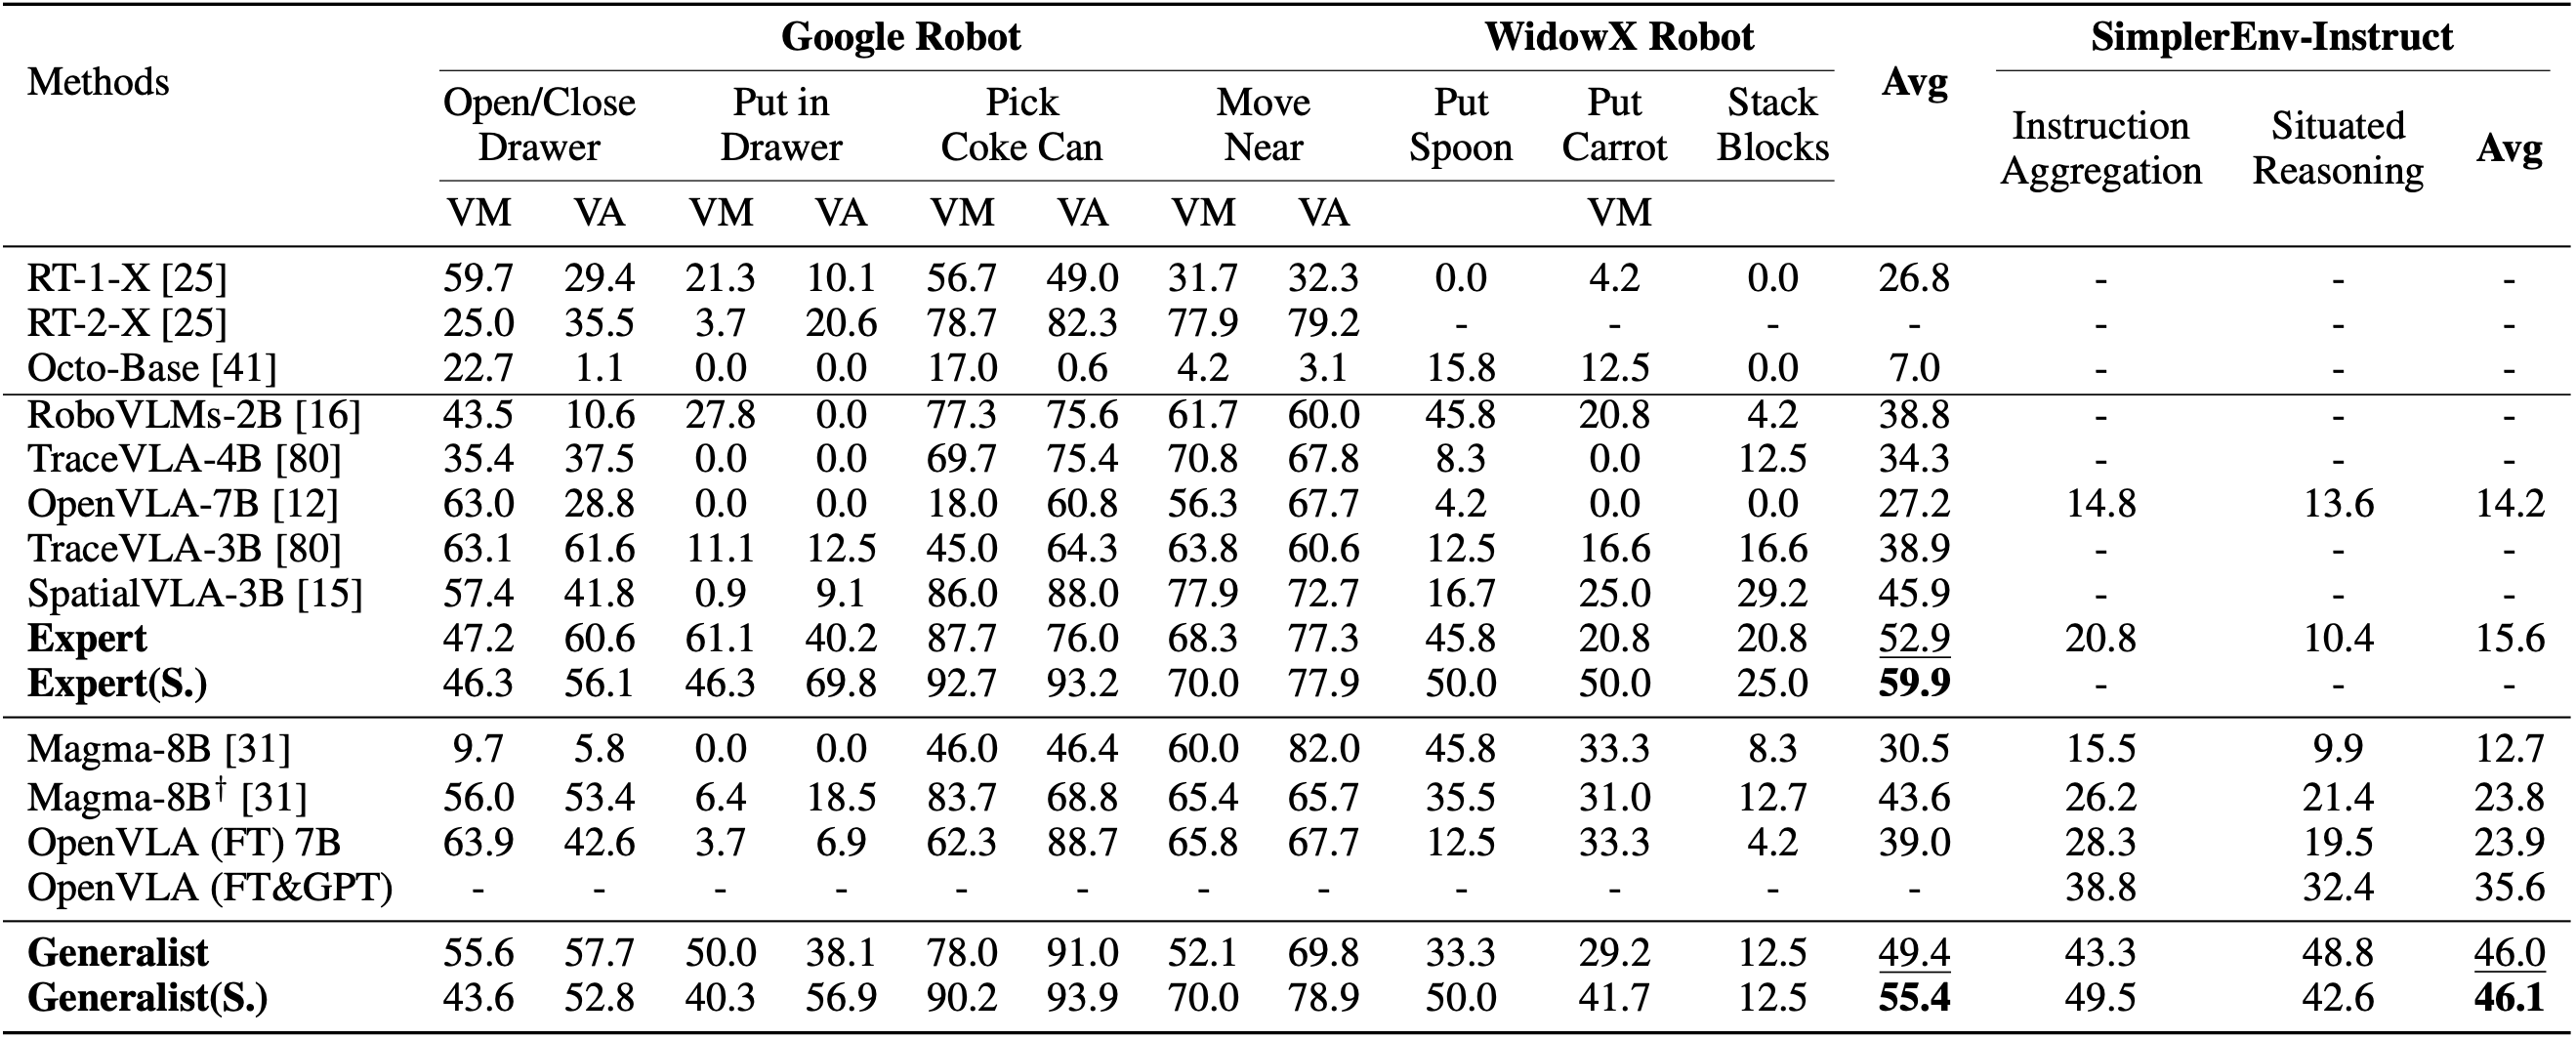 Methods Google Robot WidowX Robot Avg SimplerEnv-Instruct
Open/Close Drawer Put in Drawer Pick Coke Can Move Near Put Spoon Put Carrot Stack Blocks Instruction Aggregation Situated Reasoning Avg
VM VA VM VA VM VA VM VA VM
RT-1-X [25] 59.7 29.4 21.3 10.1 56.7 49.0 31.7 32.3 0.0 4.2 0.0 26.8 - - -
RT-2-X [25] 25.0 35.5 3.7 20.6 78.7 82.3 77.9 79.2 - - - - - - -
Octo-Base [41] 22.7 1.1 0.0 0.0 17.0 0.6 4.2 3.1 15.8 12.5 0.0 7.0 - - -
RoboVLMs-2B [16] 43.5 10.6 27.8 0.0 77.3 75.6 61.7 60.0 45.8 20.8 4.2 38.8 - - -
TraceVLA-4B [80] 35.4 37.5 0.0 0.0 69.7 75.4 70.8 67.8 8.3 0.0 12.5 34.3 - - -
OpenVLA-7B [12] 63.0 28.8 0.0 0.0 18.0 60.8 56.3 67.7 4.2 0.0 0.0 27.2 14.8 13.6 14.2
TraceVLA-3B [80] 63.1 61.6 11.1 12.5 45.0 64.3 63.8 60.6 12.5 16.6 16.6 38.9 - - -
SpatialVLA-3B [15] 57.4 41.8 0.9 9.1 86.0 88.0 77.9 72.7 16.7 25.0 29.2 45.9 - - -
Expert 47.2 60.6 61.1 40.2 87.7 76.0 68.3 77.3 45.8 20.8 20.8 52.9 20.8 10.4 15.6
Expert(S.) 46.3 56.1 46.3 69.8 92.7 93.2 70.0 77.9 50.0 50.0 25.0 59.9 - - -
Magma-8B [31] 9.7 5.8 0.0 0.0 46.0 46.4 60.0 82.0 45.8 33.3 8.3 30.5 15.5 9.9 12.7
Magma-8B† [31] 56.0 53.4 6.4 18.5 83.7 68.8 65.4 65.7 35.5 31.0 12.7 43.6 26.2 21.4 23.8
OpenVLA (FT) 7B 63.9 42.6 3.7 6.9 62.3 88.7 65.8 67.7 12.5 33.3 4.2 39.0 28.3 19.5 23.9
OpenVLA (FT&GPT) - - - - - - - - - - - - 38.8 32.4 35.6
Generalist 55.6 57.7 50.0 38.1 78.0 91.0 52.1 69.8 33.3 29.2 12.5 49.4 43.3 48.8 46.0
Generalist(S.) 43.6 52.8 40.3 56.9 90.2 93.9 70.0 78.9 50.0 41.7 12.5 55.4 49.5 42.6 46.1